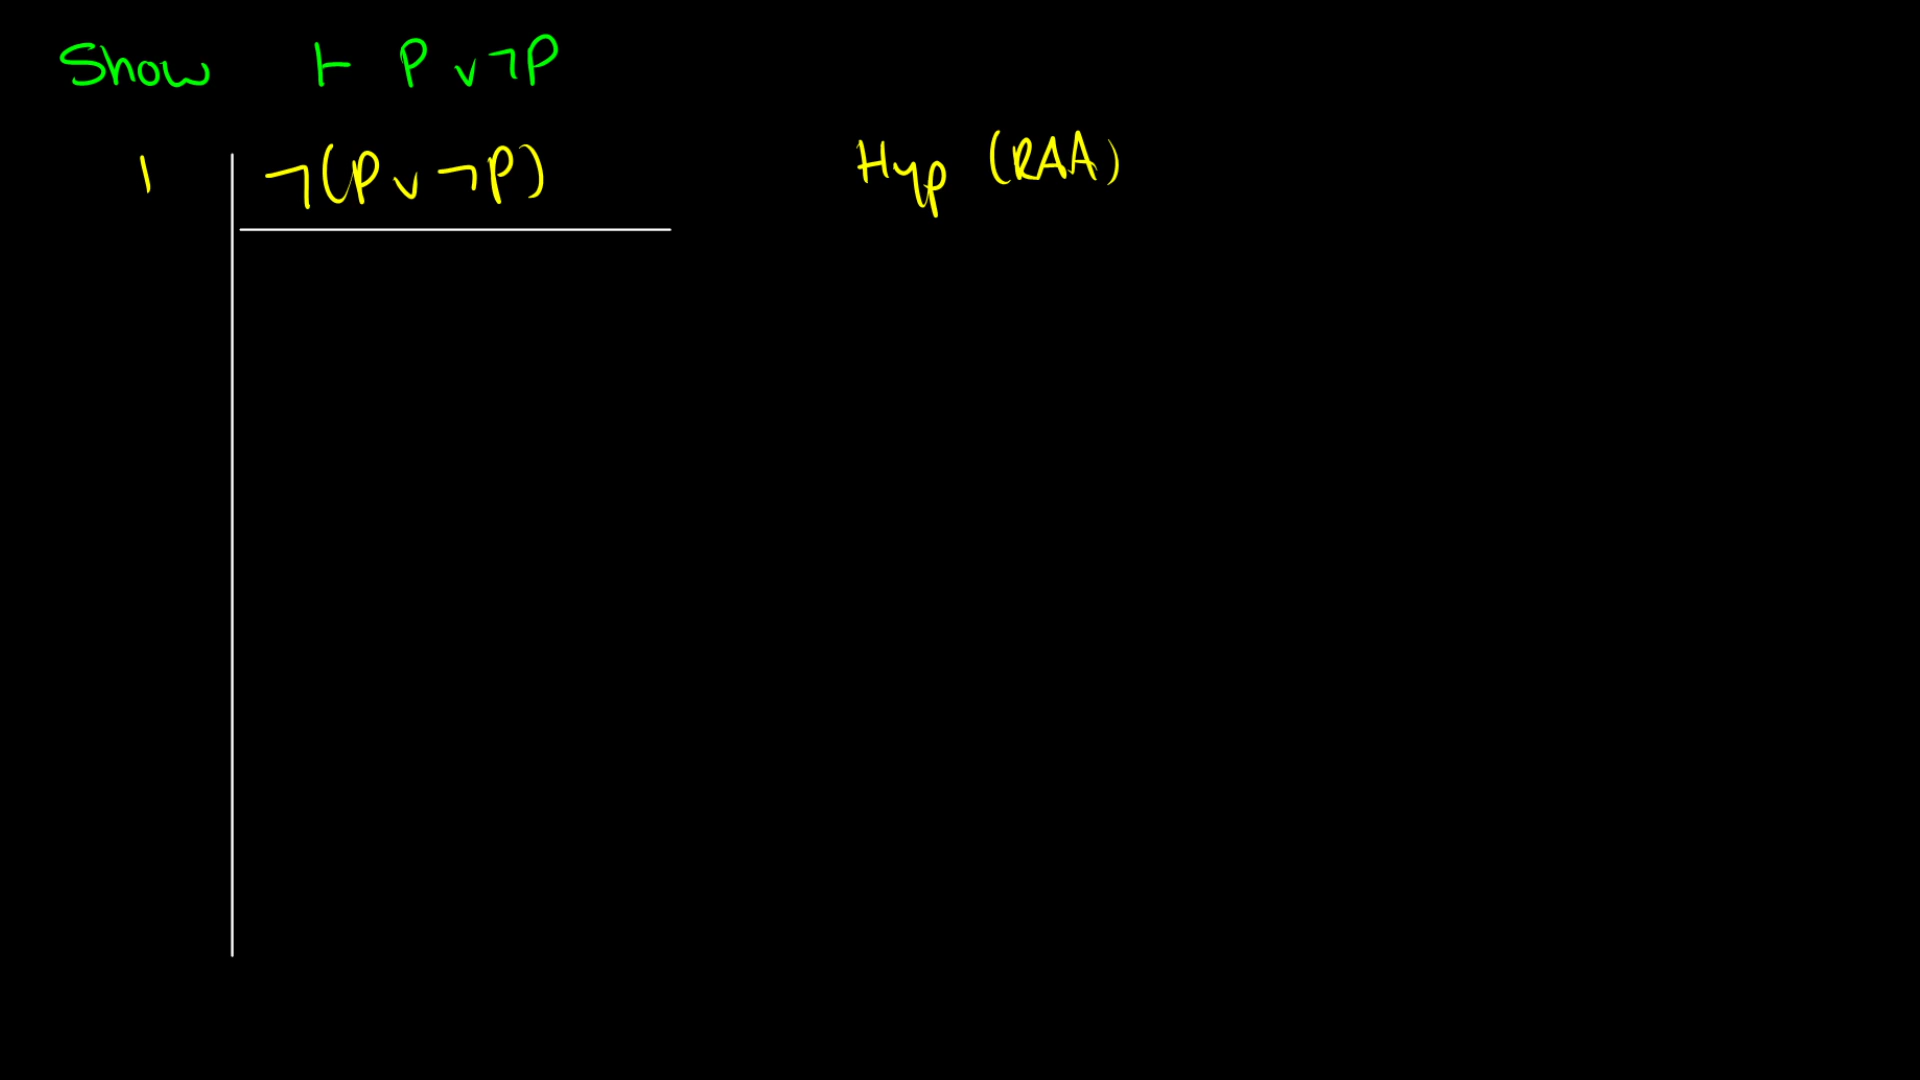 Show ⊢ P ∨ ¬P
1 ¬(P ∨ ¬P) Hyp (RAA)